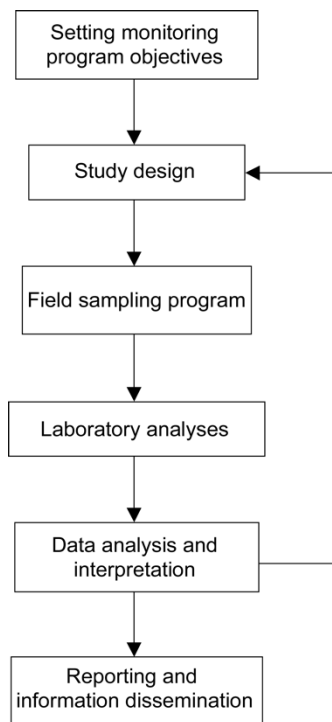 Setting monitoring
program objectives
Study design
Field sampling program
Laboratory analyses
Data analysis and
interpretation
Reporting and
information dissemination